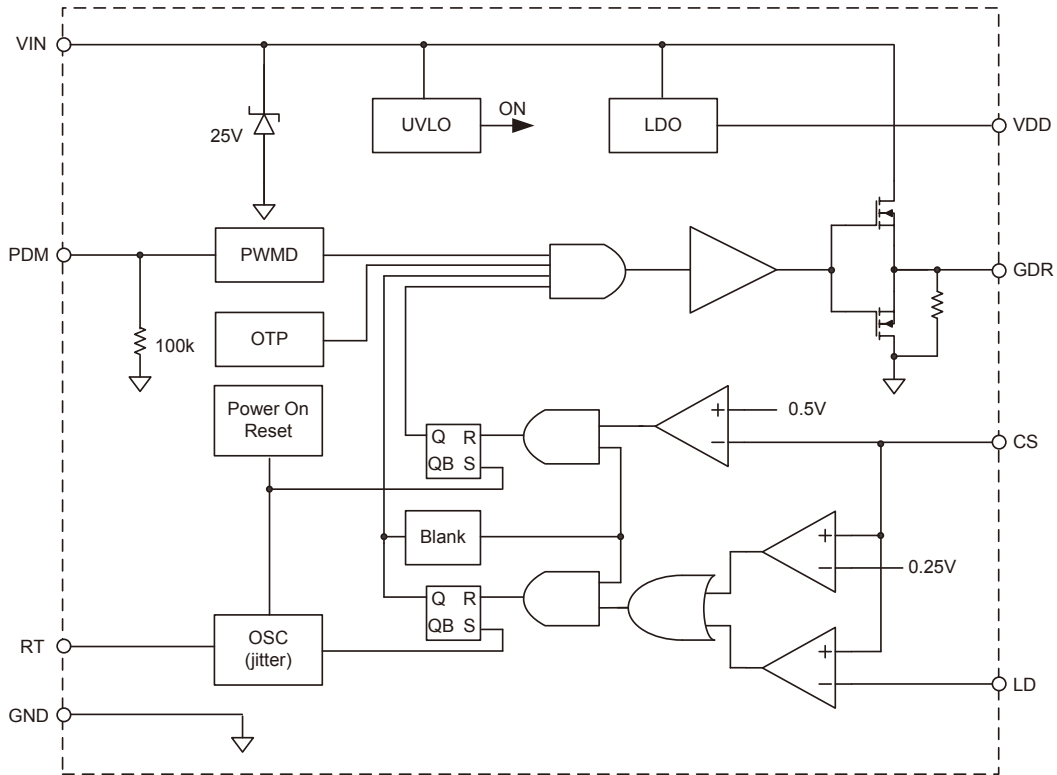 VIN
25V
UVLO
ON
LDO
VDD
PDM
100k
PWMD
OTP
GDR
Power On
Reset
Q R
QB S
+
−
0.5V
CS
Blank
+
−
0.25V
Q R
QB S
RT
OSC
(jitter)
+
−
LD
GND